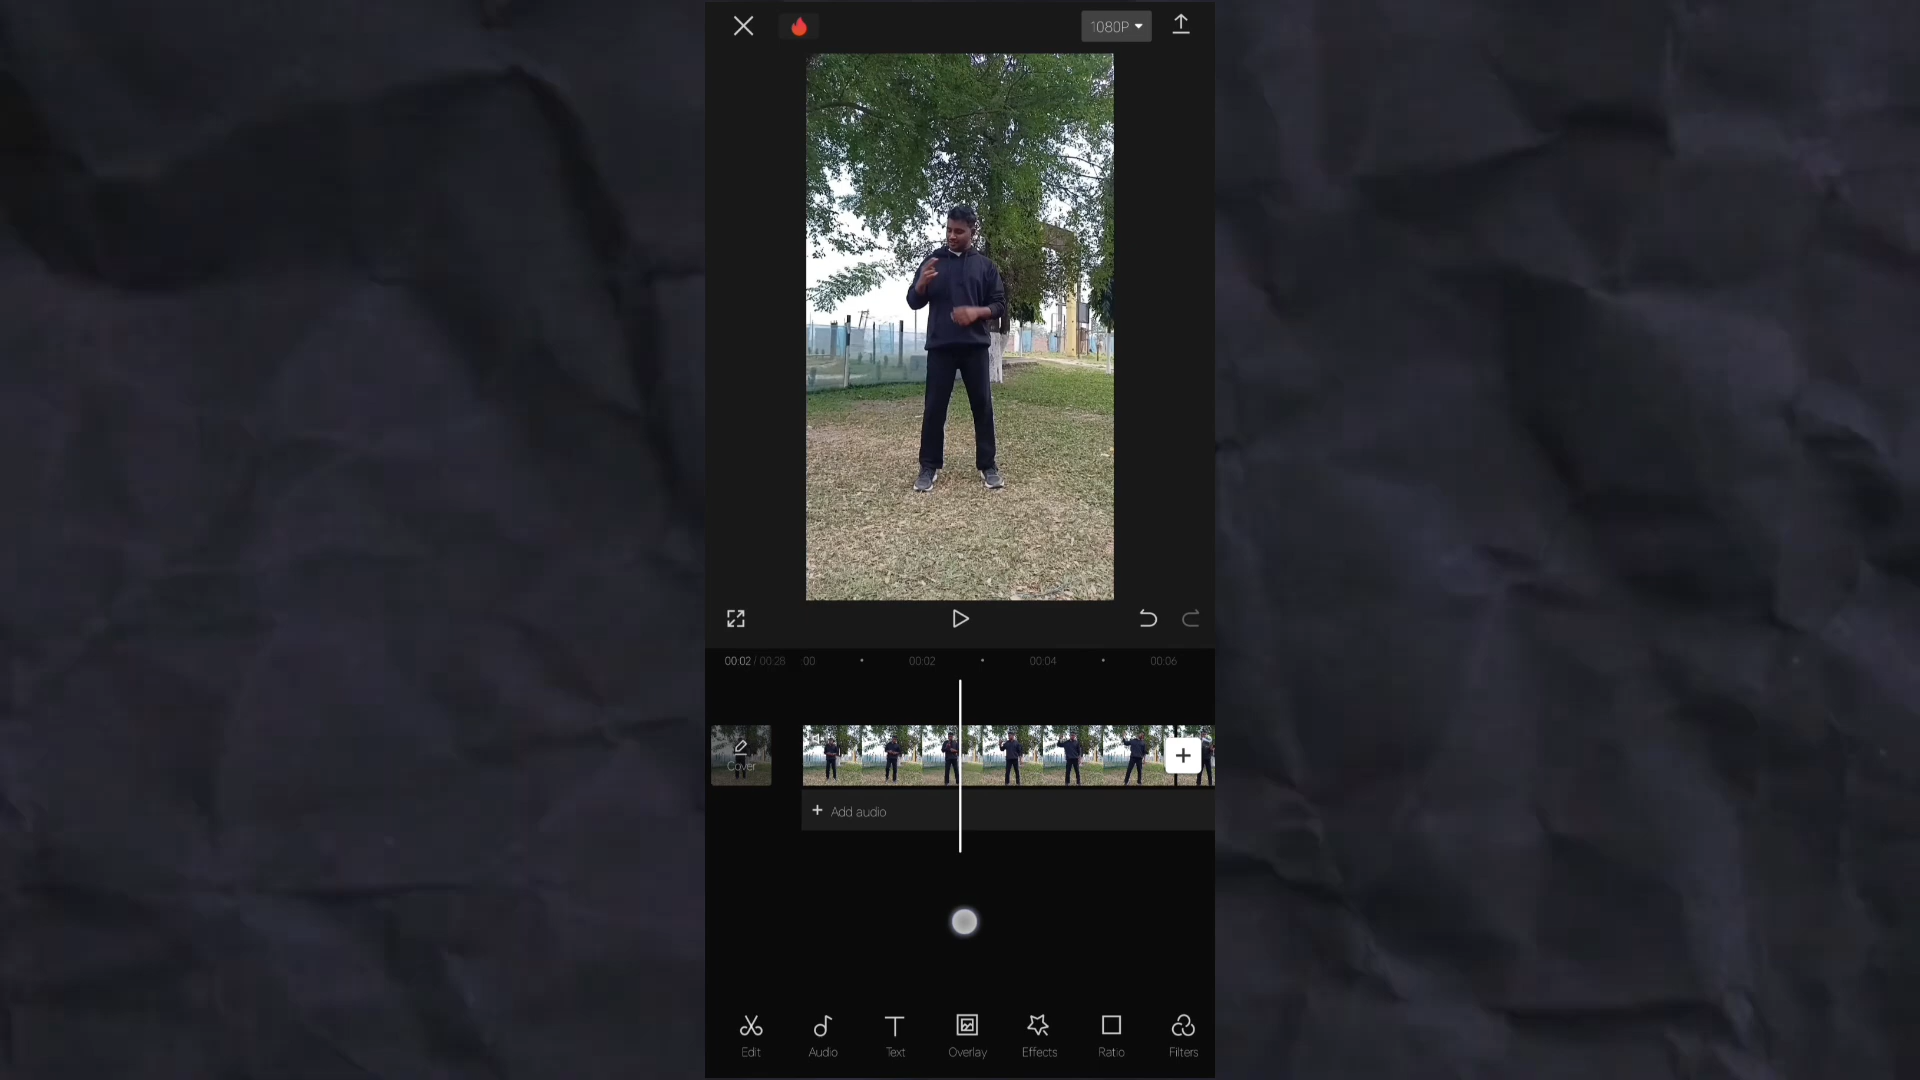 1080P
00:02 / 00:28 00 00:02 00:04 00:06
Cover
Add audio
Edit Audio Text Overlay Effects Ratio Filters